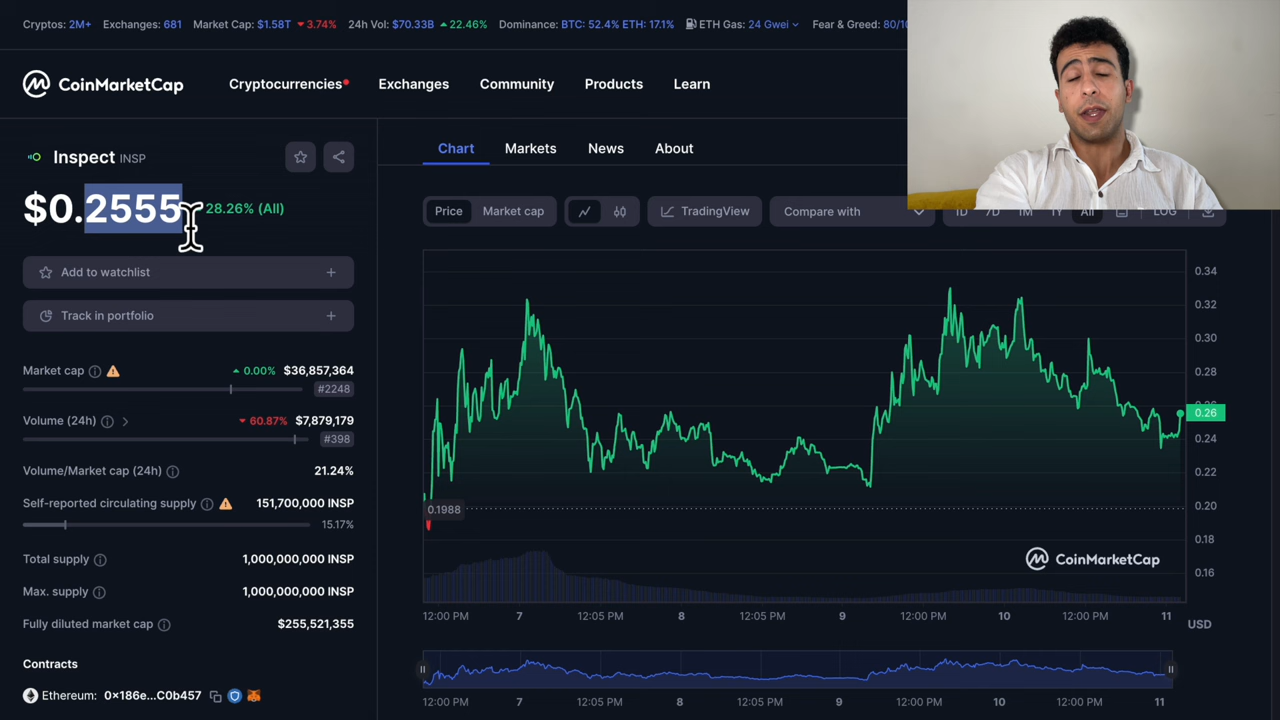 Cryptos: 2M+ Exchanges: 681 Market Cap: $1.58T 3.74% 24h Vol: $70.33B 22.46% Dominance: BTC: 52.4% ETH: 17.1% ETH Gas: 24 Gwei Fear & Greed: 80/10
CoinMarketCap Cryptocurrencies Exchanges Community Products Learn
Inspect INSP
$0.2555 28.26% (All)
Add to watchlist +
Track in portfolio +
Market cap 0.00% $36,857,364
#2248
Volume (24h) 60.87% $7,879,179
#398
Volume/Market cap (24h) 21.24%
Self-reported circulating supply 151,700,000 INSP
15.17%
Total supply 1,000,000,000 INSP
Max. supply 1,000,000,000 INSP
Fully diluted market cap $255,521,355
Contracts
Ethereum: 0x186e...C0b457
Chart Markets News About
Price Market cap TradingView Compare with 1D 7D 1M 1Y All LOG
0.34
0.32
0.30
0.28
0.26
0.24
0.22
0.20
0.18
0.16
0.1988
CoinMarketCap
12:00 PM 7 12:05 PM 8 12:05 PM 9 12:00 PM 10 12:00 PM 11
USD
12:00 PM 7 12:00 PM 8 12:00 PM 9 12:00 PM 10 12:00 PM 11